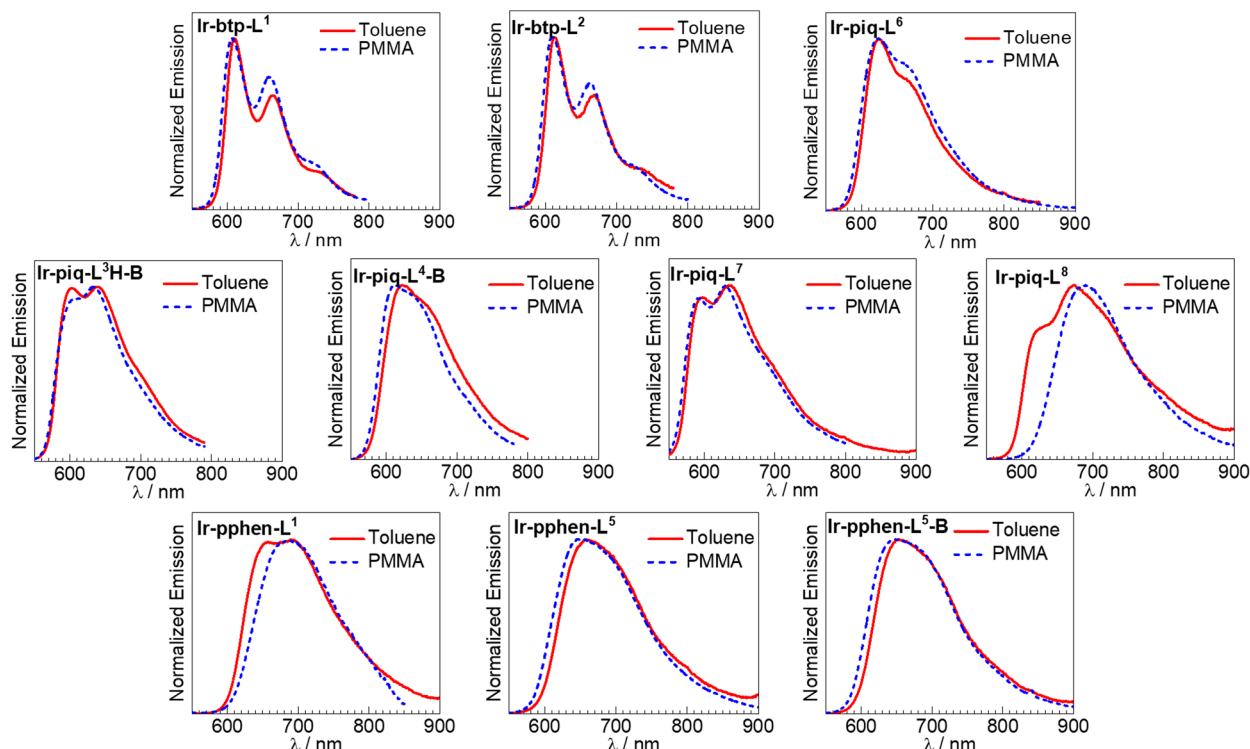 Ir-btp-L¹
Toluene
PMMA
Normalized Emission
600 700 800 900
λ / nm
Ir-btp-L²
Toluene
PMMA
Normalized Emission
600 700 800 900
λ / nm
Ir-piq-L⁶
Toluene
PMMA
Normalized Emission
600 700 800 900
λ / nm
Ir-piq-L³H-B
Toluene
PMMA
Normalized Emission
600 700 800 900
λ / nm
Ir-piq-L⁴-B
Toluene
PMMA
Normalized Emission
600 700 800 900
λ / nm
Ir-piq-L⁷
Toluene
PMMA
Normalized Emission
600 700 800 900
λ / nm
Ir-piq-L⁸
Toluene
PMMA
Normalized Emission
600 700 800 900
λ / nm
Ir-pphen-L¹
Toluene
PMMA
Normalized Emission
600 700 800 900
λ / nm
Ir-pphen-L⁵
Toluene
PMMA
Normalized Emission
600 700 800 900
λ / nm
Ir-pphen-L⁵-B
Toluene
PMMA
Normalized Emission
600 700 800 900
λ / nm